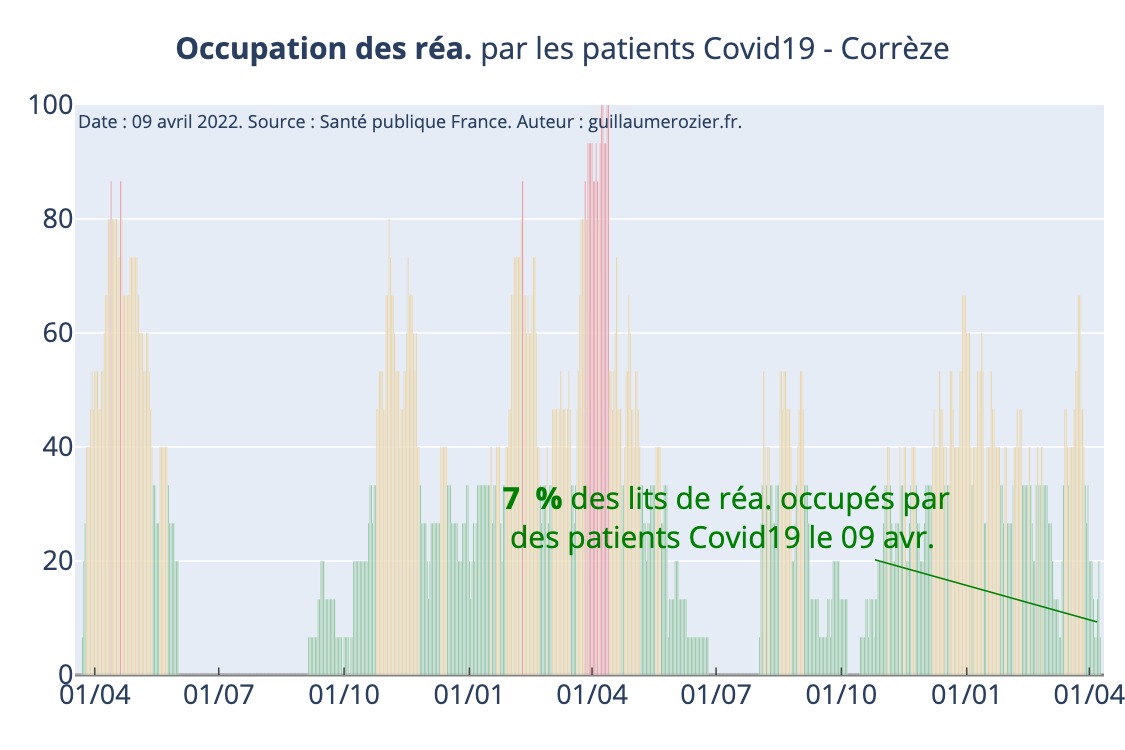 Occupation des réa. par les patients Covid19 - Corrèze
100
Date : 09 avril 2022. Source : Santé publique France. Auteur : guillaumerozier.fr.
80
60
40
7 % des lits de réa. occupés par
des patients Covid19 le 09 avr.
20
0
01/04 01/07 01/10 01/01 01/04 01/07 01/10 01/01 01/04